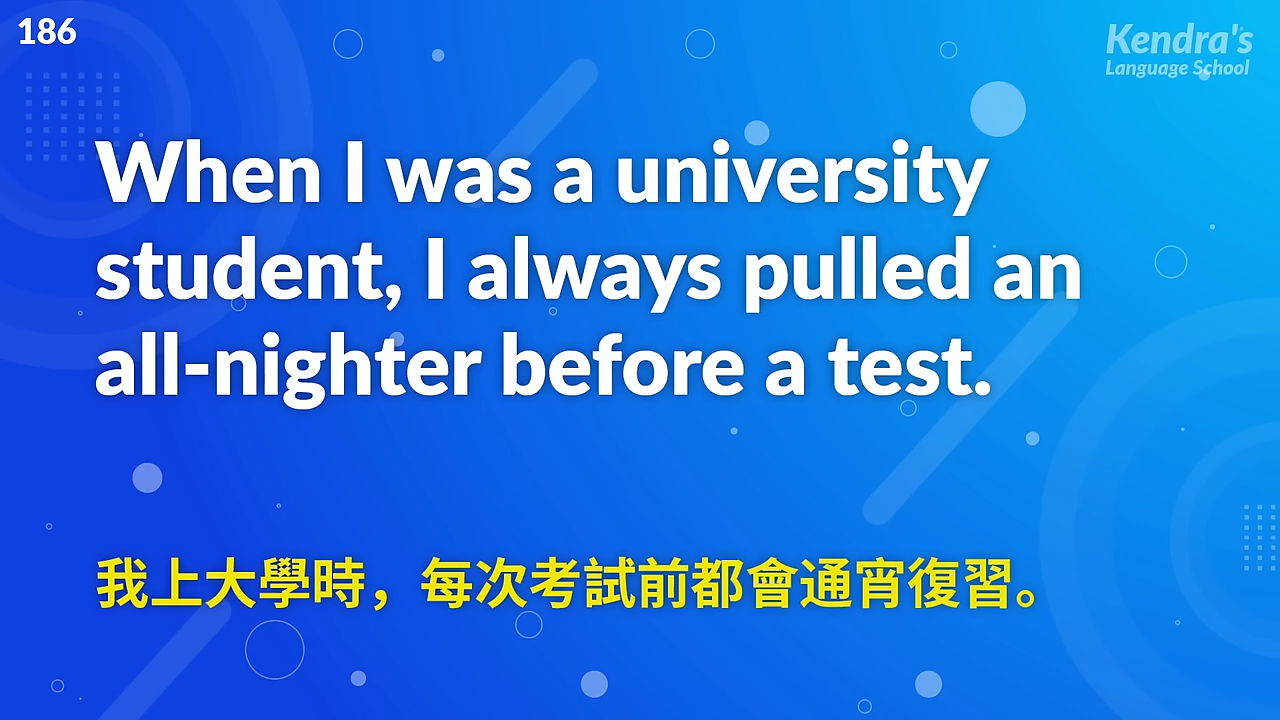 186
Kendra's
Language School
When I was a university
student, I always pulled an
all-nighter before a test.
我上大學時，每次考試前都會通宵復習。